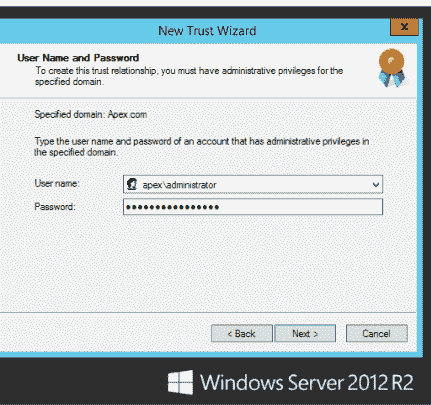 New Trust Wizard
x
User Name and Password
To create this trust relationship, you must have administrative privileges for the
specified domain.
Specified domain: Apex.com
Type the user name and password of an account that has administrative privileges in
the specified domain.
User name:
apex\administrator
Password:
••••••••••••••••
< Back
Next >
Cancel
Windows Server 2012 R2